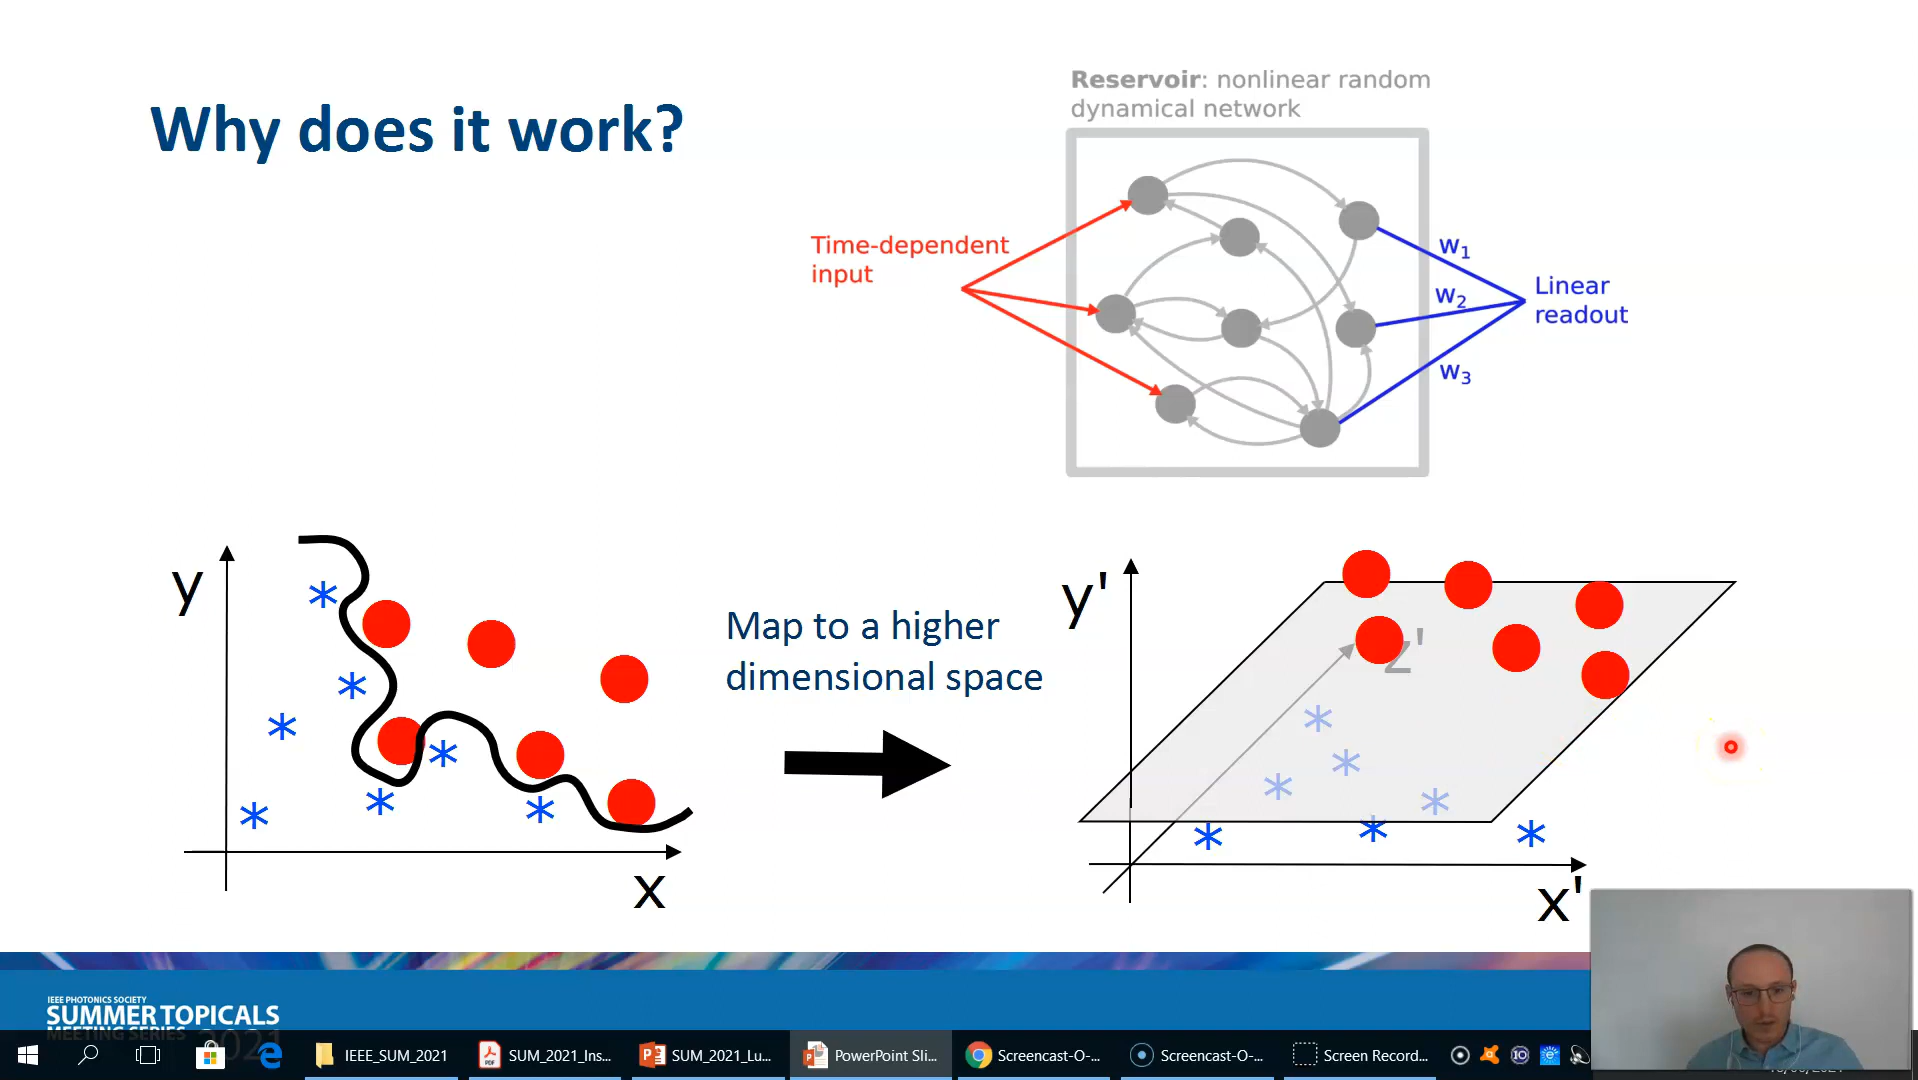 Why does it work?
Reservoir: nonlinear random
dynamical network
Time-dependent
input
w1
w2
w3
Linear
readout
y
x
Map to a higher
dimensional space
y'
z'
x'
IEEE PHOTONICS SOCIETY
SUMMER TOPICALS
MEETING SERIES
IEEE_SUM_2021
SUM_2021_Ins...
SUM_2021_Lu...
PowerPoint Sli...
Screencast-O-...
Screencast-O-...
Screen Record...